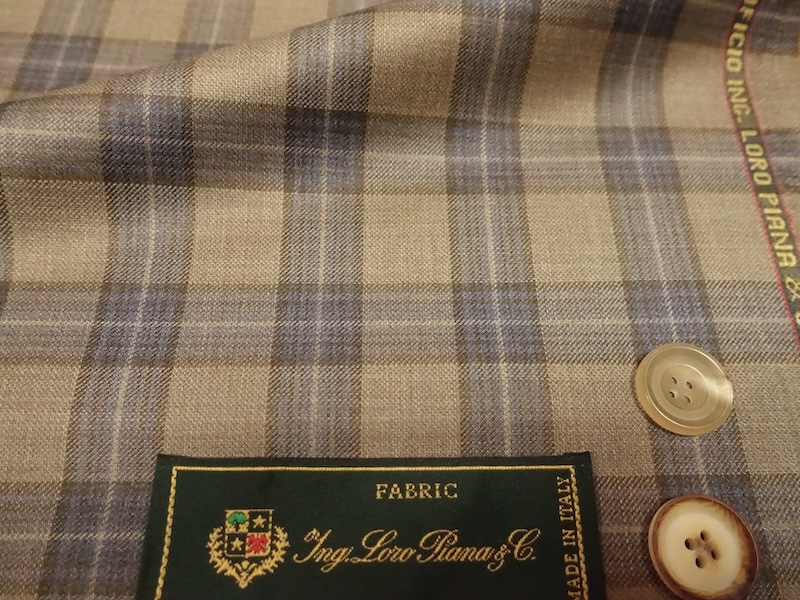 OFICIO ING. LORO PIANA &
FABRIC
Ing. Loro Piana & C.
MADE IN ITALY